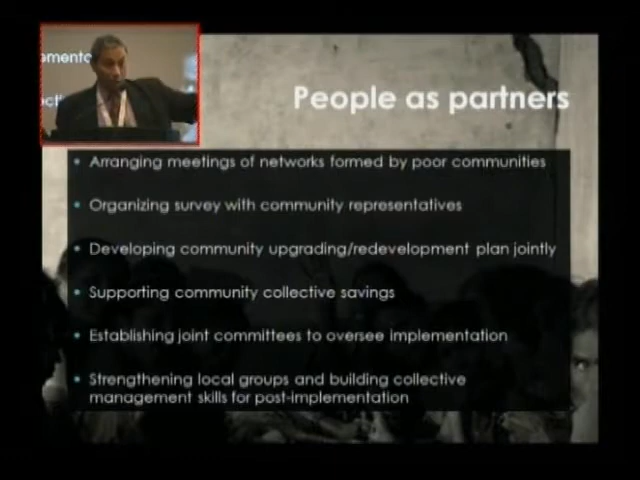 People as partners
Arranging meetings of networks formed by poor communities
Organizing survey with community representatives
Developing community upgrading/redevelopment plan jointly
Supporting community collective savings
Establishing joint committees to oversee implementation
Strengthening local groups and building collective
management skills for post-implementation